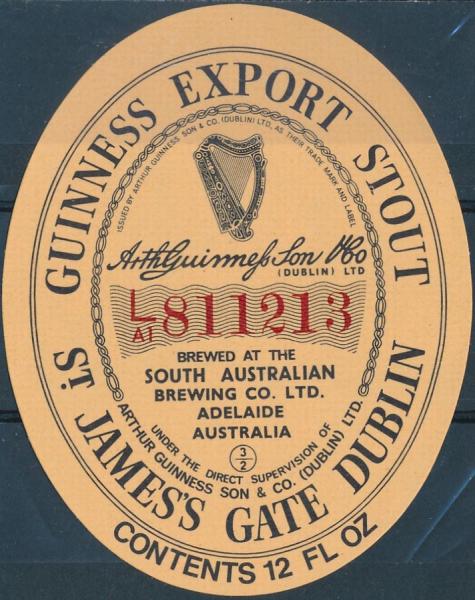 GUINNESS EXPORT STOUT
ISSUED BY ARTHUR GUINNESS SON & CO. (DUBLIN) LTD. AS THEIR TRADE MARK AND LABEL
Arth Guinness Son & Co
(DUBLIN) LTD
L
AT 811213
BREWED AT THE
SOUTH AUSTRALIAN
BREWING CO. LTD.
ADELAIDE
AUSTRALIA
3
2
UNDER THE DIRECT SUPERVISION OF
ARTHUR GUINNESS SON & CO. (DUBLIN) LTD.
ST. JAMES'S GATE DUBLIN
CONTENTS 12 FL OZ